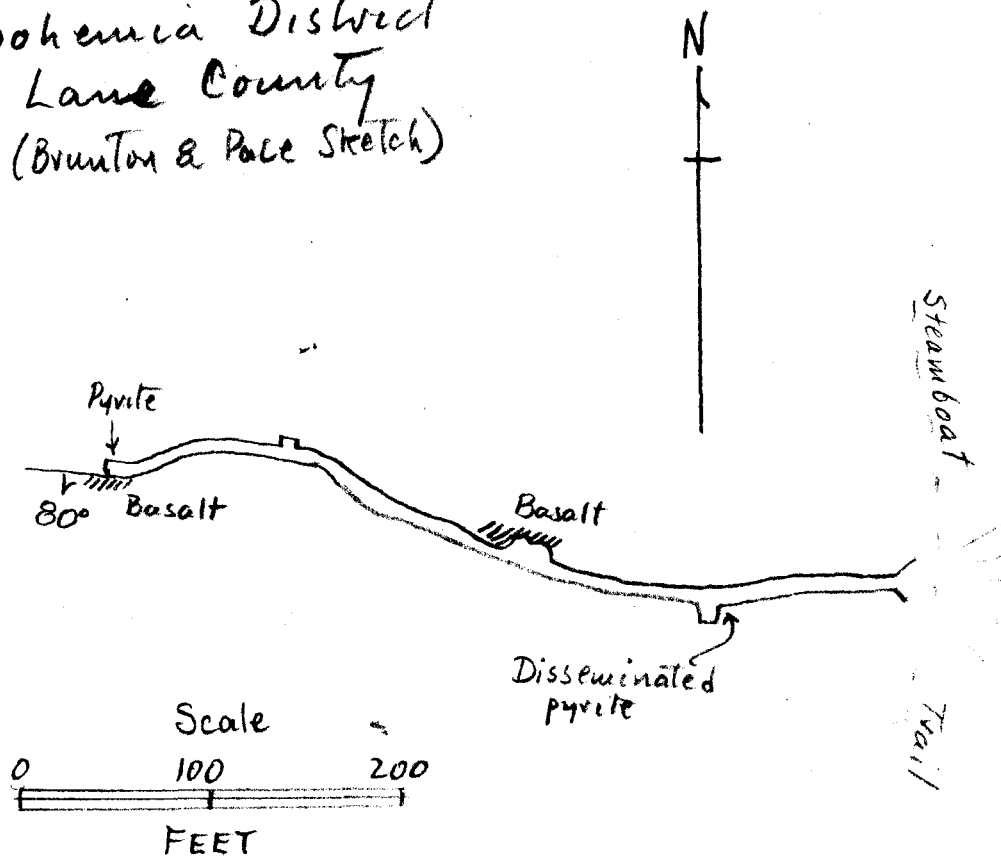 ohemia District
Lane County
(Brunton & Pace Sketch)
N
Steamboat
Pyrite
80° Basalt
Basalt
Disseminated
pyrite
Trail
Scale
0 100 200
FEET